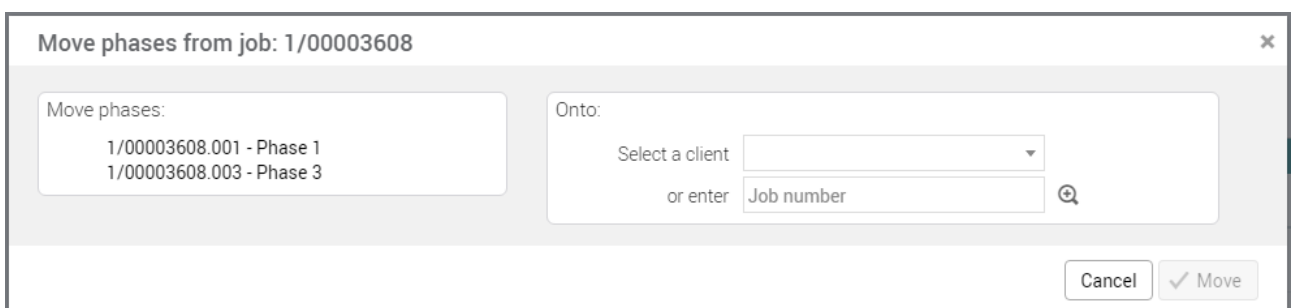 Move phases from job: 1/00003608
Move phases:
1/00003608.001 - Phase 1
1/00003608.003 - Phase 3
Onto:
Select a client
or enter Job number
Cancel Move